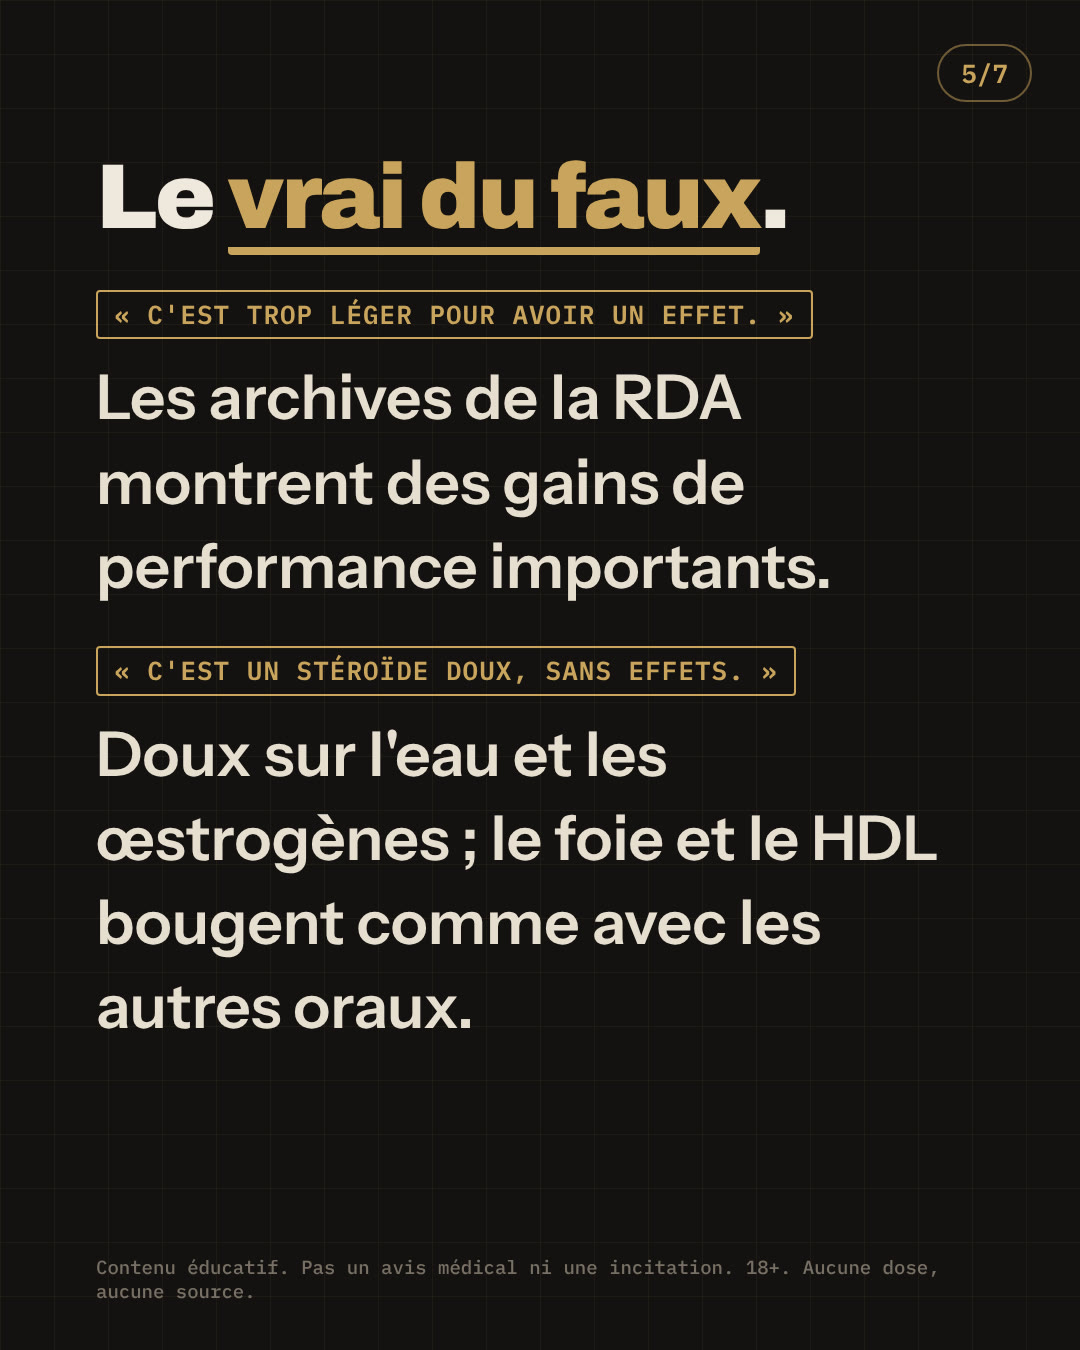 5/7
Le vrai du faux.
« C'EST TROP LÉGER POUR AVOIR UN EFFET. »
Les archives de la RDA
montrent des gains de
performance importants.
« C'EST UN STÉROÏDE DOUX, SANS EFFETS. »
Doux sur l'eau et les
œstrogènes ; le foie et le HDL
bougent comme avec les
autres oraux.
Contenu éducatif. Pas un avis médical ni une incitation. 18+. Aucune dose,
aucune source.